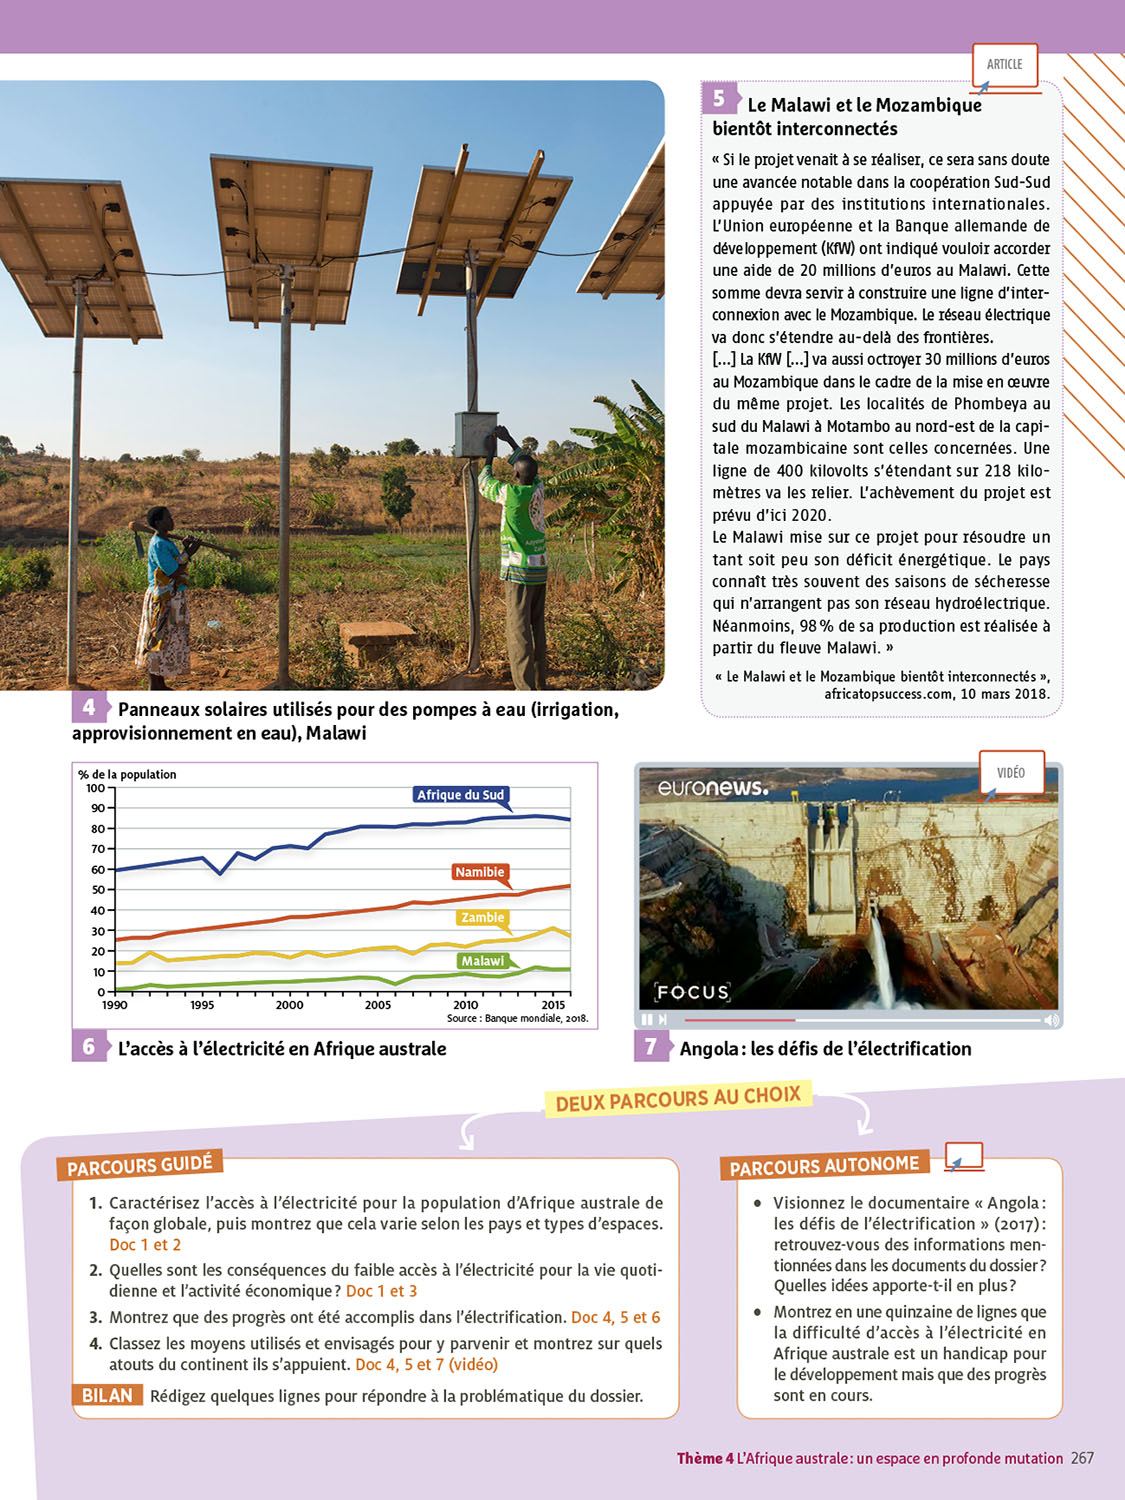 ARTICLE
5 Le Malawi et le Mozambique
bientôt interconnectés
« Si le projet venait à se réaliser, ce sera sans doute
une avancée notable dans la coopération Sud-Sud
appuyée par des institutions internationales.
L’Union européenne et la Banque allemande de
développement (KfW) ont indiqué vouloir accorder
une aide de 20 millions d’euros au Malawi. Cette
somme devra servir à construire une ligne d’inter-
connexion avec le Mozambique. Le réseau électrique
va donc s’étendre au-delà des frontières.
[...] La KfW [...] va aussi octroyer 30 millions d’euros
au Mozambique dans le cadre de la mise en œuvre
du même projet. Les localités de Phombeya au
sud du Malawi à Motambo au nord-est de la capi-
tale mozambicaine sont celles concernées. Une
ligne de 400 kilovolts s’étendant sur 218 kilo-
mètres va les relier. L’achèvement du projet est
prévu d’ici 2020.
Le Malawi mise sur ce projet pour résoudre un
tant soit peu son déficit énergétique. Le pays
connaît très souvent des saisons de sécheresse
qui n’arrangent pas son réseau hydroélectrique.
Néanmoins, 98 % de sa production est réalisée à
partir du fleuve Malawi. »
« Le Malawi et le Mozambique bientôt interconnectés »,
africatopsuccess.com, 10 mars 2018.
4 Panneaux solaires utilisés pour des pompes à eau (irrigation,
approvisionnement en eau), Malawi
% de la population
100
90
80
70
60
50
40
30
20
10
0
Afrique du Sud
Namibie
Zambie
Malawi
1990 1995 2000 2005 2010 2015
Source : Banque mondiale, 2018.
6 L’accès à l’électricité en Afrique australe
VIDÉO
euronews.
[FOCUS]
7 Angola : les défis de l’électrification
DEUX PARCOURS AU CHOIX
PARCOURS GUIDÉ
1. Caractérisez l’accès à l’électricité pour la population d’Afrique australe de
façon globale, puis montrez que cela varie selon les pays et types d’espaces.
Doc 1 et 2
2. Quelles sont les conséquences du faible accès à l’électricité pour la vie quoti-
dienne et l’activité économique ? Doc 1 et 3
3. Montrez que des progrès ont été accomplis dans l’électrification. Doc 4, 5 et 6
4. Classez les moyens utilisés et envisagés pour y parvenir et montrez sur quels
atouts du continent ils s’appuient. Doc 4, 5 et 7 (vidéo)
BILAN Rédigez quelques lignes pour répondre à la problématique du dossier.
PARCOURS AUTONOME
• Visionnez le documentaire « Angola :
les défis de l’électrification » (2017) :
retrouvez-vous des informations men-
tionnées dans les documents du dossier ?
Quelles idées apporte-t-il en plus ?
• Montrez en une quinzaine de lignes que
la difficulté d’accès à l’électricité en
Afrique australe est un handicap pour
le développement mais que des progrès
sont en cours.
Thème 4 L’Afrique australe : un espace en profonde mutation 267